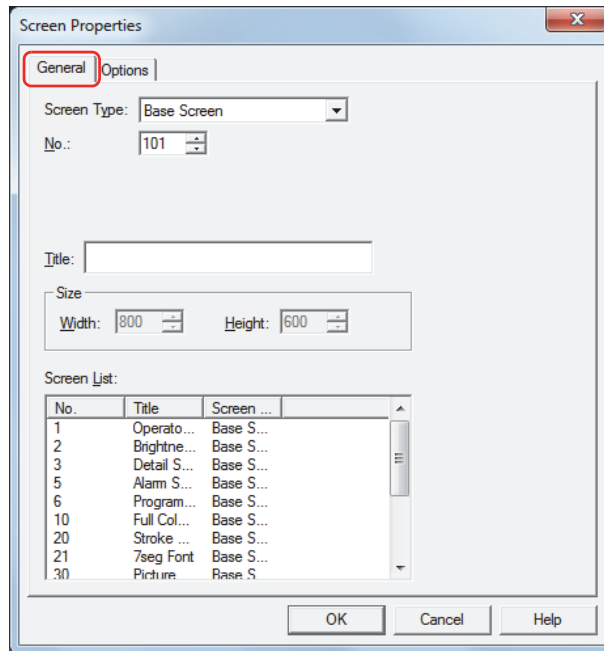 Screen Properties
General Options
Screen Type: Base Screen
No.: 101
Title:
Size
Width: 800 Height: 600
Screen List:
No. Title Screen ...
1 Operato... Base S...
2 Brightne... Base S...
3 Detail S... Base S...
5 Alarm S... Base S...
6 Program... Base S...
10 Full Col... Base S...
20 Stroke ... Base S...
21 7seg Font Base S...
30 Picture Base S
OK Cancel Help